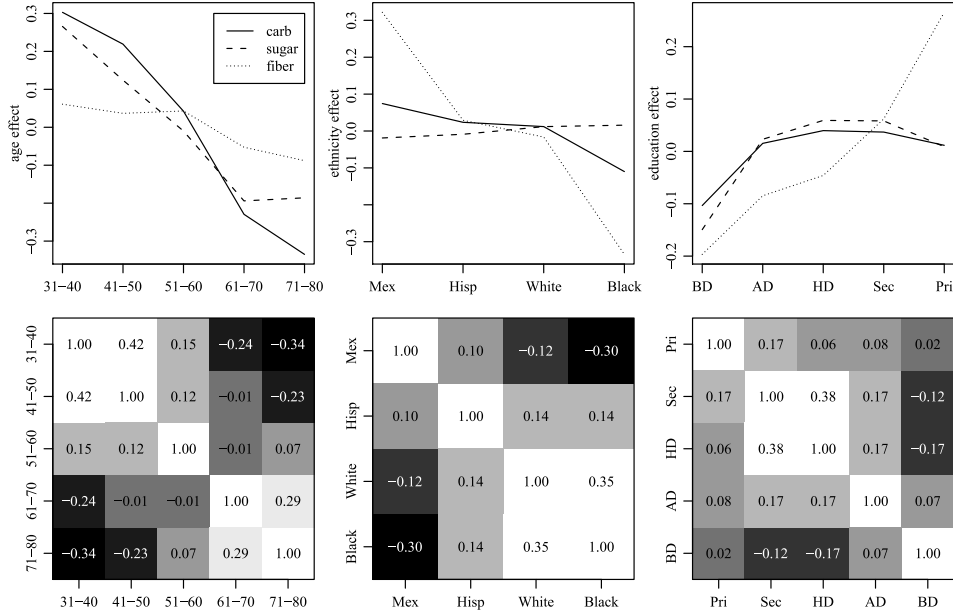 age effect
0.3
0.2
0.1
0.0
−0.1
−0.3
carb
sugar
fiber
31−40 41−50 51−60 61−70 71−80
ethnicity effect
0.3
0.2
0.1
0.0
−0.1
−0.3
Mex Hisp White Black
education effect
0.2
0.1
0.0
−0.1
−0.2
BD AD HD Sec Pri
31−40 1.00 0.42 0.15 −0.24 −0.34
41−50 0.42 1.00 0.12 −0.01 −0.23
51−60 0.15 0.12 1.00 −0.01 0.07
61−70 −0.24 −0.01 −0.01 1.00 0.29
71−80 −0.34 −0.23 0.07 0.29 1.00
31−40 41−50 51−60 61−70 71−80
Mex 1.00 0.10 −0.12 −0.30
Hisp 0.10 1.00 0.14 0.14
White −0.12 0.14 1.00 0.35
Black −0.30 0.14 0.35 1.00
Mex Hisp White Black
Pri 1.00 0.17 0.06 0.08 0.02
Sec 0.17 1.00 0.38 0.17 −0.12
HD 0.06 0.38 1.00 0.17 −0.17
AD 0.08 0.17 0.17 1.00 0.07
BD 0.02 −0.12 −0.17 0.07 1.00
Pri Sec HD AD BD